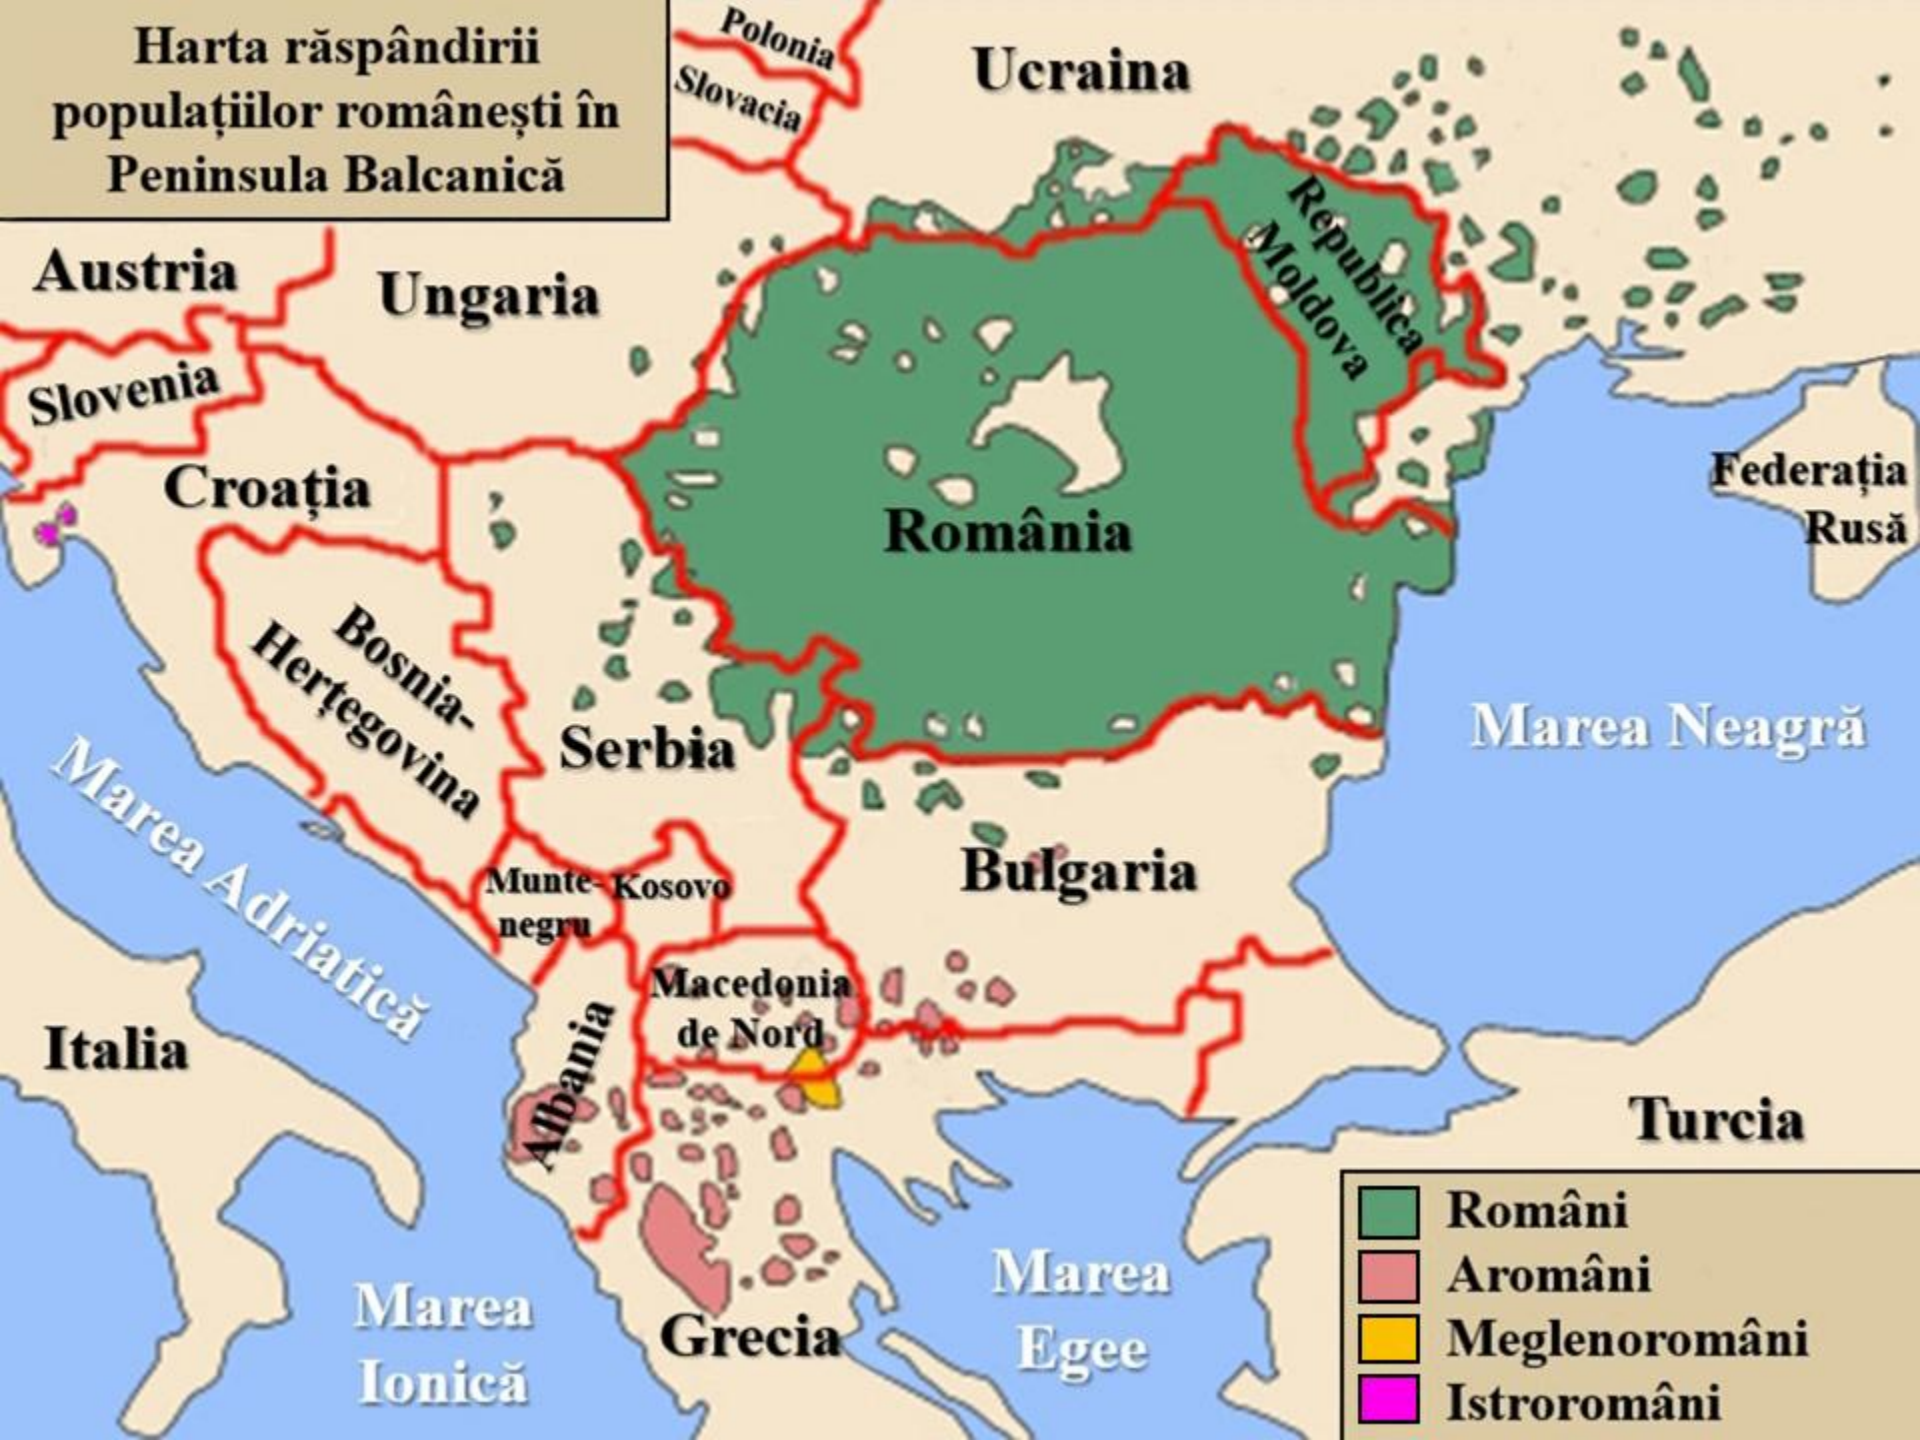 Harta răspândirii
populațiilor românești în
Peninsula Balcanică
Polonia
Slovacia
Ucraina
Austria
Ungaria
Republica
Moldova
Slovenia
Croația
România
Federația
Rusă
Bosnia-
Herțegovina
Serbia
Marea Neagră
Marea Adriatică
Munte-
negru
Kosovo
Bulgaria
Macedonia
de Nord
Italia
Albania
Turcia
Grecia
Marea
Ionică
Marea
Egee
Români
Aromâni
Meglenoromâni
Istroromâni